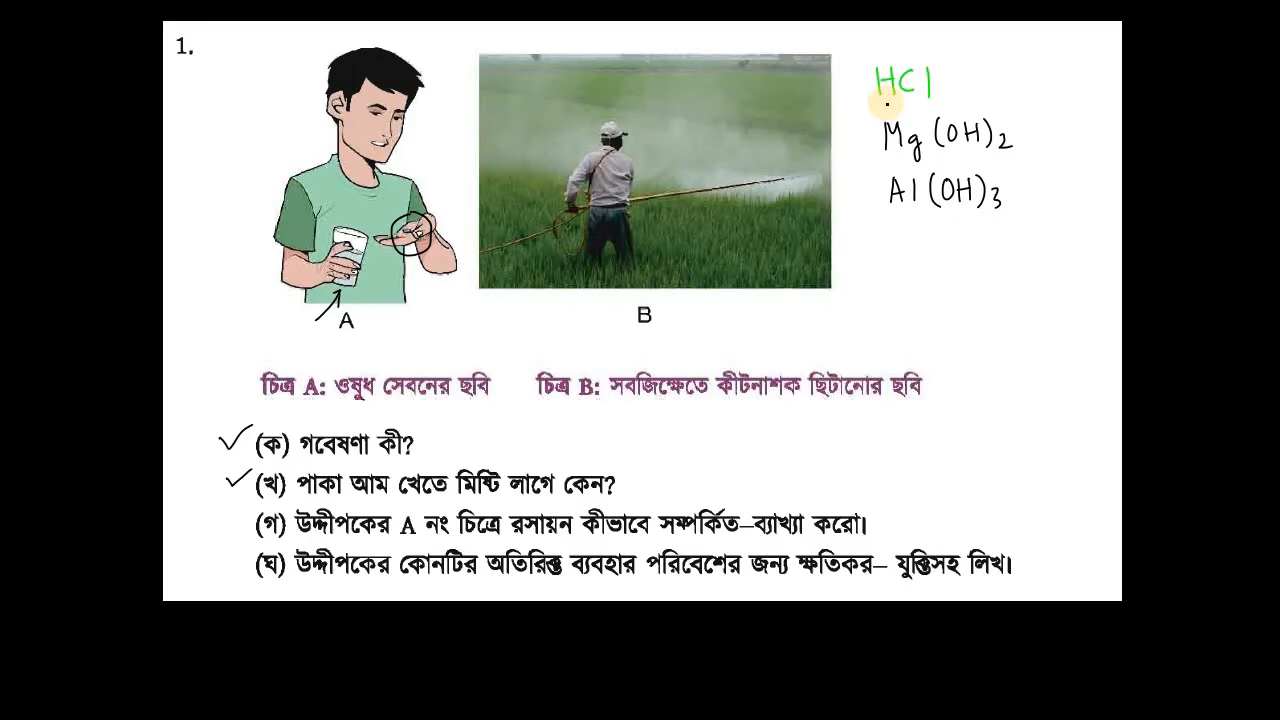 1.
HCl
Mg(OH)2
Al(OH)3
A
B
চিত্র A: ওষুধ সেবনের ছবি চিত্র B: সবজিক্ষেতে কীটনাশক ছিটানোর ছবি
(ক) গবেষণা কী?
(খ) পাকা আম খেতে মিষ্টি লাগে কেন?
(গ) উদ্দীপকের A নং চিত্রে রসায়ন কীভাবে সম্পর্কিত–ব্যাখ্যা করো।
(ঘ) উদ্দীপকের কোনটির অতিরিক্ত ব্যবহার পরিবেশের জন্য ক্ষতিকর– যুক্তিসহ লিখ।